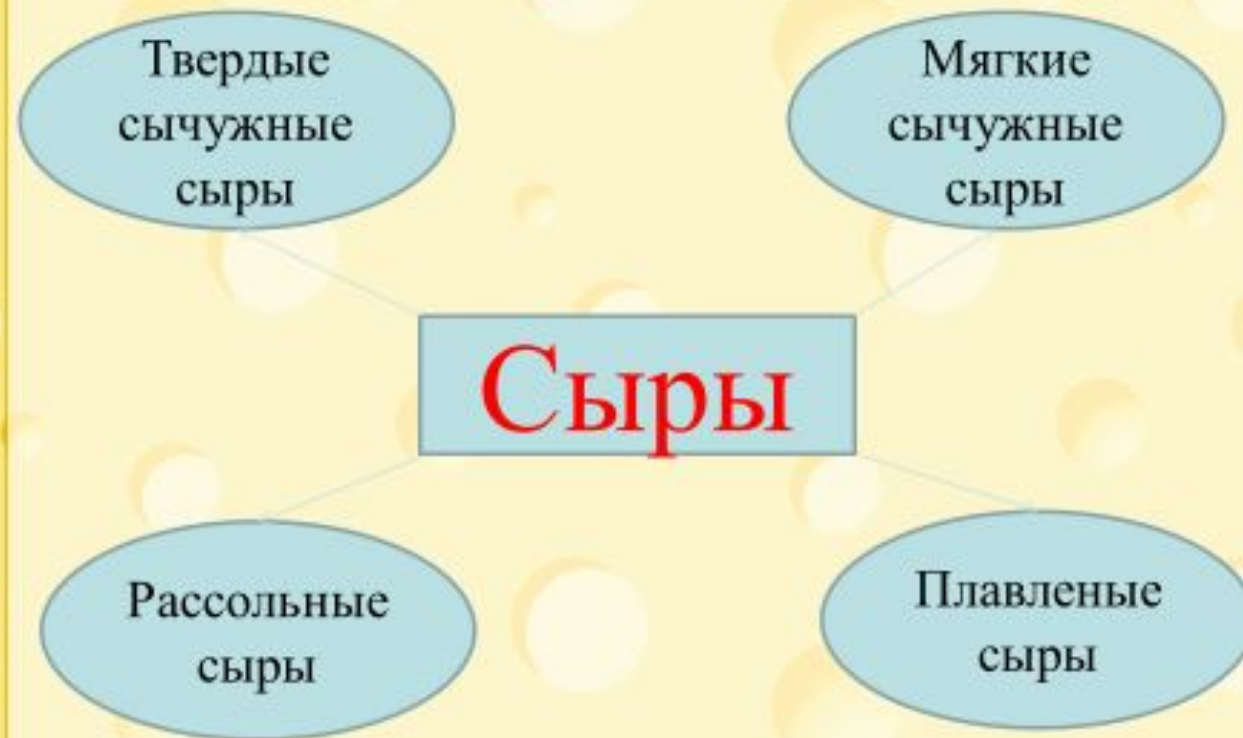 Твердые
сычужные
сыры
Мягкие
сычужные
сыры
Сыры
Рассольные
сыры
Плавленые
сыры